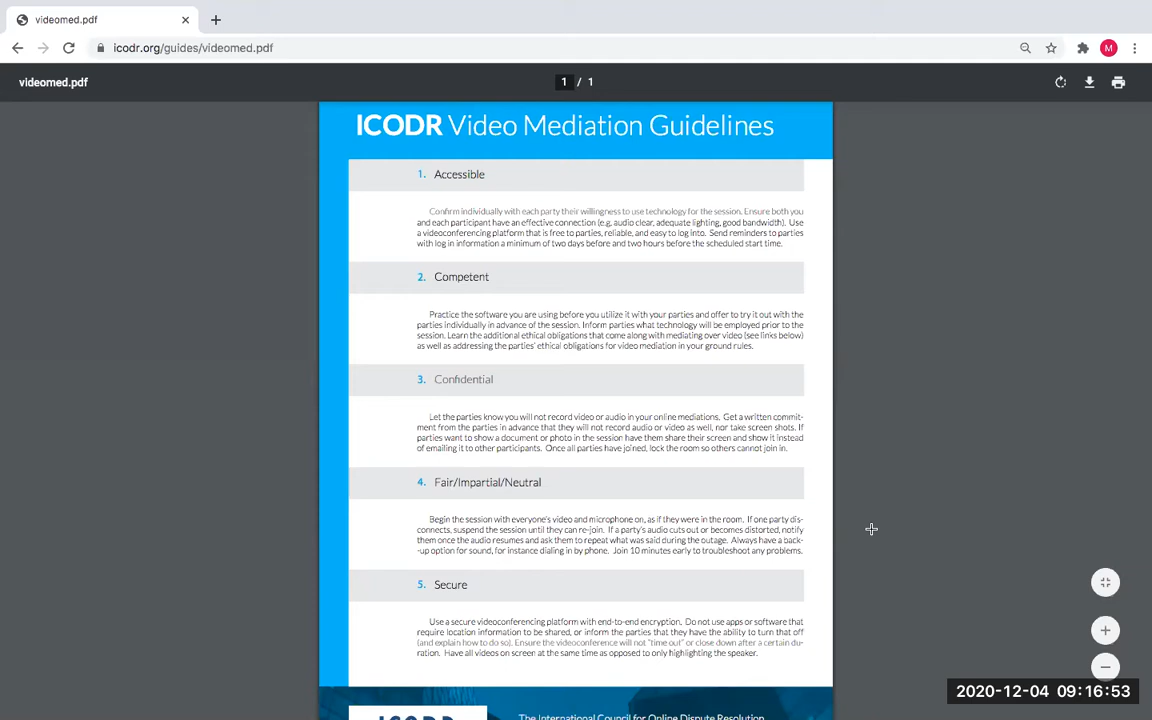 videomed.pdf
icodr.org/guides/videomed.pdf
M
videomed.pdf
1 / 1
ICODR Video Mediation Guidelines
1. Accessible
Confirm individually with each party their willingness to use technology for the session. Ensure both you
and each participant have an effective connection (e.g, audio clear, adequate lighting, good bandwidth). Use
a videoconferencing platform that is free to parties, reliable, and easy to log into. Send reminders to parties
with log in information a minimum of two days before and two hours before the scheduled start time.
2. Competent
Practice the software you are using before you utilize it with your parties and offer to try it out with the
parties individually in advance of the session. Inform parties what technology will be employed prior to the
session. Learn the additional ethical obligations that come along with mediating over video (see links below)
as well as addressing the parties' ethical obligations for video mediation in your ground rules.
3. Confidential
Let the parties know you will not record video or audio in your online mediations. Get a written commit-
ment from the parties in advance that they will not record audio or video as well, nor take screen shots. If
parties want to show a document or photo in the session have them share their screen and show it instead
of emailing it to other participants. Once all parties have joined, lock the room so others cannot join in.
4. Fair/Impartial/Neutral
Begin the session with everyone's video and microphone on, as if they were in the room. If one party dis-
connects, suspend the session until they can re-join. If a party's audio cuts out or becomes distorted, notify
them once the audio resumes and ask them to repeat what was said during the outage. Always have a back-
-up option for sound, for instance dialing in by phone. Join 10 minutes early to troubleshoot any problems.
5. Secure
Use a secure videoconferencing platform with end-to-end encryption. Do not use apps or software that
require location information to be shared, or inform the parties that they have the ability to turn that off
(and explain how to do so). Ensure the videoconference will not "time out" or close down after a certain du-
ration. Have all videos on screen at the same time as opposed to only highlighting the speaker.
2020-12-04 09:16:53
ICODR
The International Council for Online Dispute Resolution